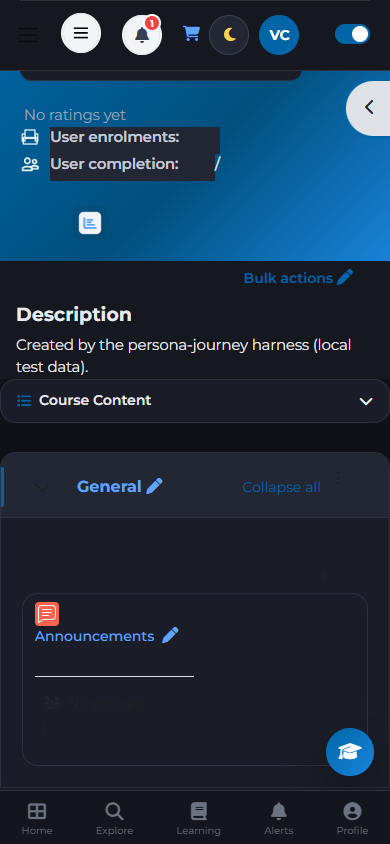 1
VC
No ratings yet
User enrolments:
User completion: /
Bulk actions
Description
Created by the persona-journey harness (local
test data).
Course Content
General
Collapse all
Announcements
Home
Explore
Learning
Alerts
Profile